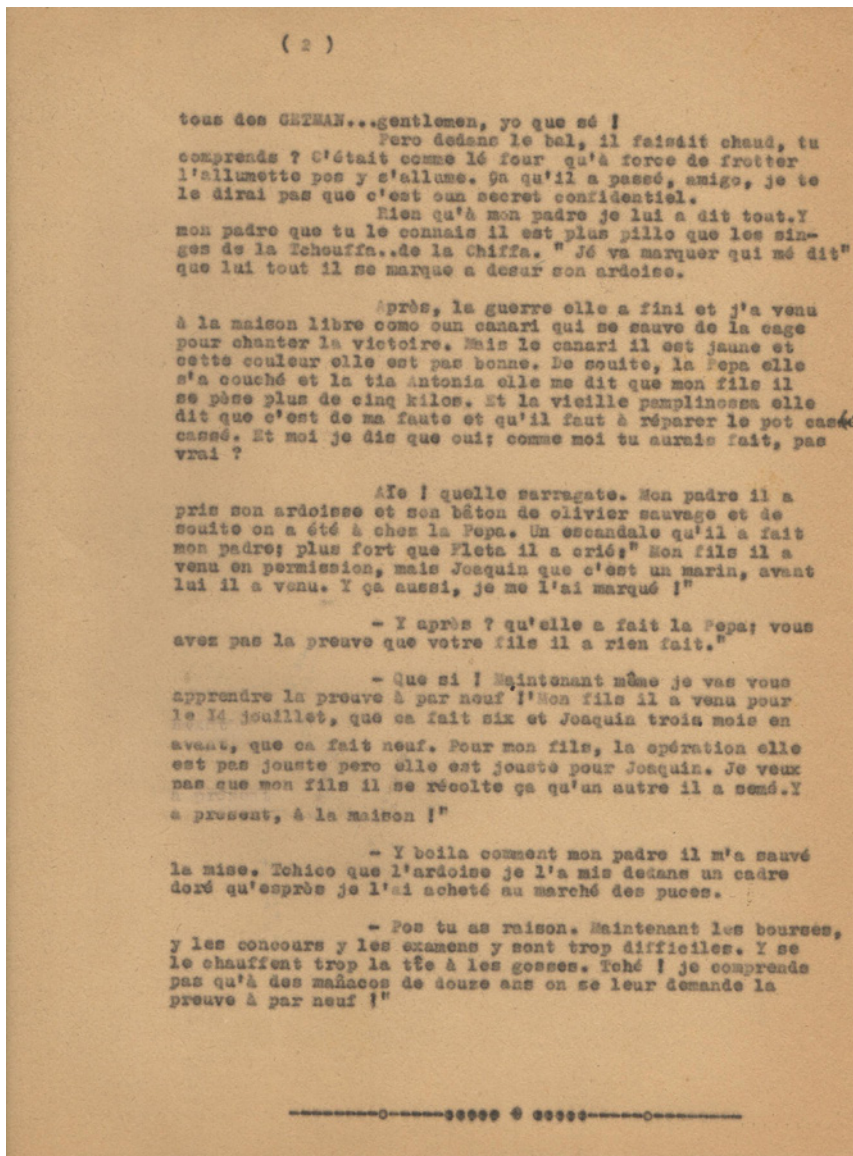 ( 2 )
tous des GETMAN...gentlemen, yo que sé !
Pero dedans le bal, il faisait chaud, tu
comprends ? C'était comme lé four qu'à force de frotter
l'allumette pos y s'allume. Ça qu'il a passé, amigo, je te
le dirai pas que c'est oun secret confidentiel.
Rien qu'à mon padre je lui a dit tout.Y
mon padre que tu le connais il est plus pillo que les sin-
ges de la Tchouffa..de la Chiffa. " Jé va marquer qui mé dit"
que lui tout il se marque a desur son ardoise.
Après, la guerre elle a fini et j'a venu
à la maison libre como oun canari qui se sauve de la cage
pour chanter la victoire. Mais le canari il est jaune et
cette couleur elle est pas bonne. De souite, la Pepa elle
s'a couché et la tia Antonia elle me dit que mon fils il
se pèse plus de cinq kilos. Et la vieille pamplinossa elle
dit que c'est de ma faute et qu'il faut à réparer le pot casé
cassé. Et moi je dis que oui; comme moi tu aurais fait, pas
vrai ?
Aïe ! quelle sarragate. Mon padre il a
pris son ardoisse et son bâton de olivier sauvage et de
souite on a été à chez la Pepa. Un escandale qu'il a fait
mon padre; plus fort que Fleta il a crié:" Mon fils il a
venu en permission, mais Joaquin que c'est un marin, avant
lui il a venu. Y ça aussi, je me l'ai marqué !"
- Y après ? qu'elle a fait la Pepa; vous
avez pas la preuve que votre fils il a rien fait."
- Que si ! Maintenant même je vas vous
apprendre la preuve à par neuf !'Mon fils il a venu pour
le 14 jouillet, que ca fait six et Joaquin trois mois en
avant, que ca fait neuf. Pour mon fils, la opération elle
est pas jouste pero elle est jouste pour Joaquin. Je veux
pas que mon fils il se récolte ça qu'un autre il a semé.Y
a present, à la maison !"
- Y boila comment mon padre il m'a sauvé
la mise. Tchico que l'ardoise je l'a mis dedans un cadre
doré qu'esprès je l'ai acheté au marché des puces.
- Pos tu as raison. Maintenant les bourses,
y les concours y les examens y sont trop difficiles. Y se
le chauffent trop la tête à les gosses. Tché ! je comprends
pas qu'à des mañacos de douze ans on se leur demande la
preuve à par neuf !"